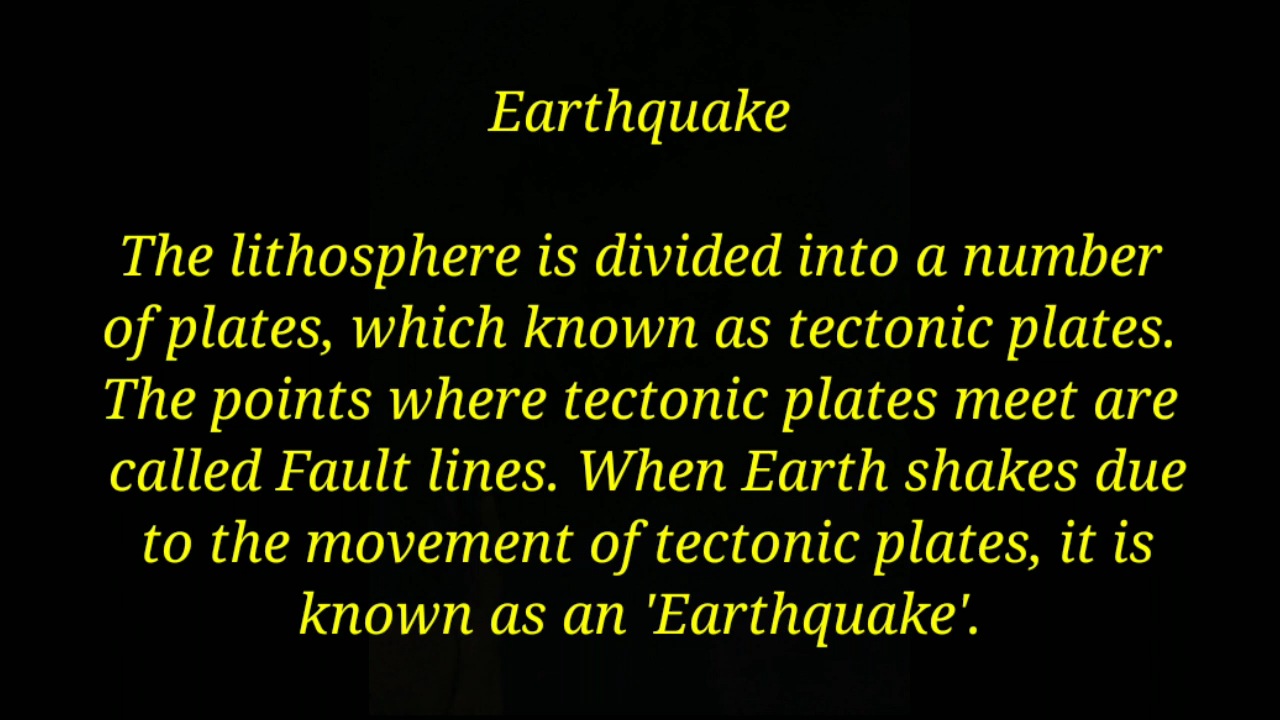 Earthquake
The lithosphere is divided into a number
of plates, which known as tectonic plates.
The points where tectonic plates meet are
called Fault lines. When Earth shakes due
to the movement of tectonic plates, it is
known as an 'Earthquake'.